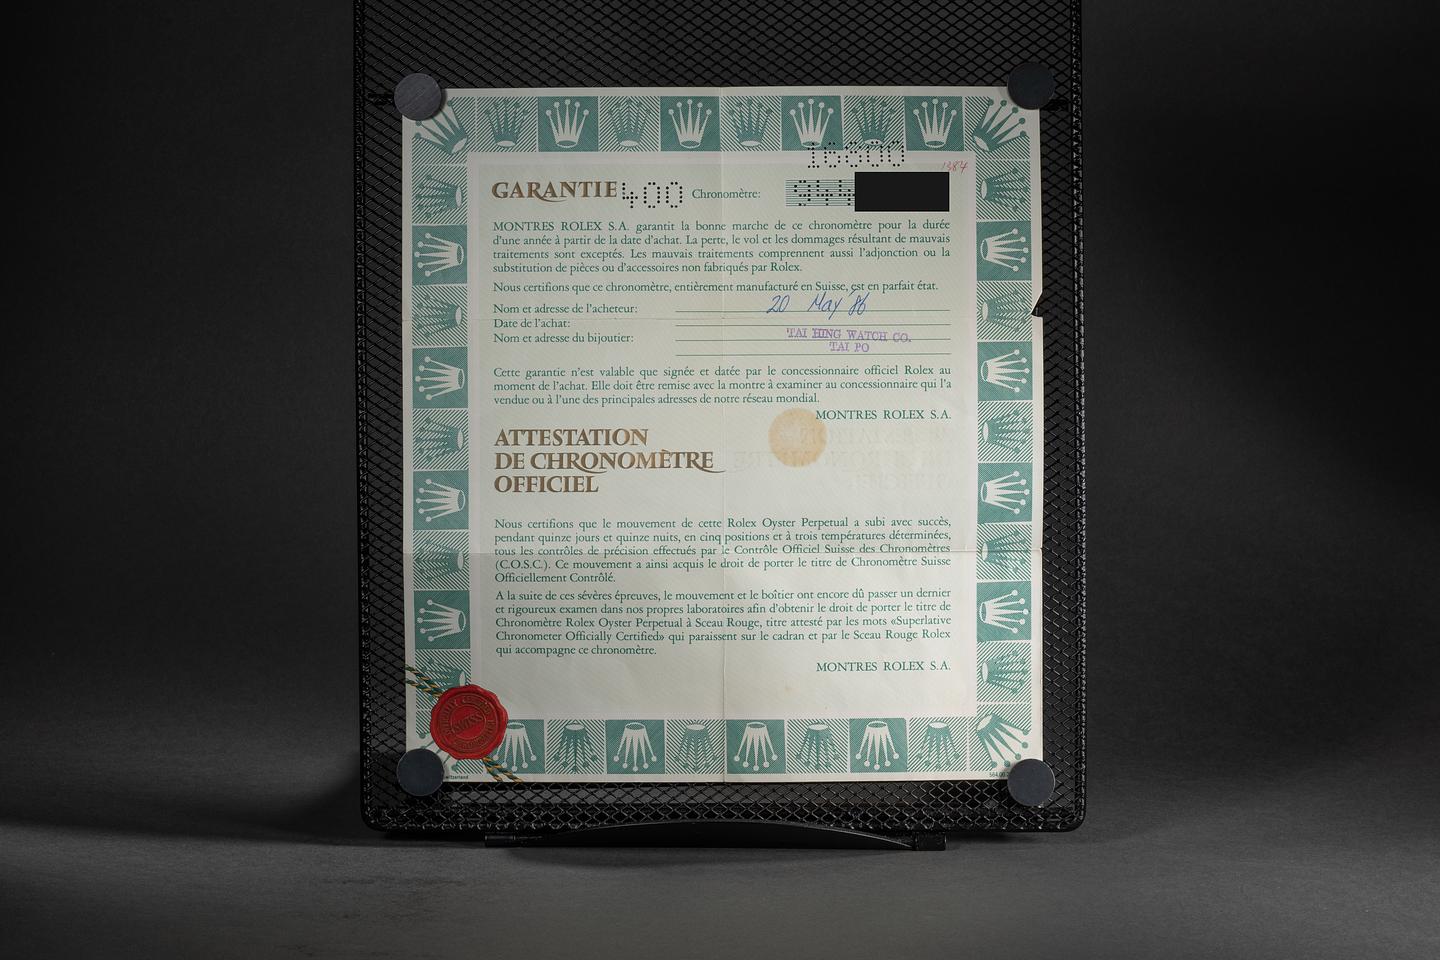 16800
1387
GARANTIE 400 Chronomètre: 944
MONTRES ROLEX S.A. garantit la bonne marche de ce chronomètre pour la durée
d'une année à partir de la date d'achat. La perte, le vol et les dommages résultant de mauvais
traitements sont exceptés. Les mauvais traitements comprennent aussi l'adjonction ou la
substitution de pièces ou d'accessoires non fabriqués par Rolex.
Nous certifions que ce chronomètre, entièrement manufacturé en Suisse, est en parfait état.
Nom et adresse de l'acheteur: 20 May 86
Date de l'achat:
Nom et adresse du bijoutier: TAI HING WATCH CO.
TAI PO
Cette garantie n'est valable que signée et datée par le concessionnaire officiel Rolex au
moment de l'achat. Elle doit être remise avec la montre à examiner au concessionnaire qui l'a
vendue ou à l'une des principales adresses de notre réseau mondial.
MONTRES ROLEX S.A.
ATTESTATION
DE CHRONOMÈTRE
OFFICIEL
Nous certifions que le mouvement de cette Rolex Oyster Perpetual a subi avec succès,
pendant quinze jours et quinze nuits, en cinq positions et à trois températures déterminées,
tous les contrôles de précision effectués par le Contrôle Officiel Suisse des Chronomètres
(C.O.S.C.). Ce mouvement a ainsi acquis le droit de porter le titre de Chronomètre Suisse
Officiellement Contrôlé.
A la suite de ces sévères épreuves, le mouvement et le boîtier ont encore dû passer un dernier
et rigoureux examen dans nos propres laboratoires afin d'obtenir le droit de porter le titre de
Chronomètre Rolex Oyster Perpetual à Sceau Rouge, titre attesté par les mots «Superlative
Chronometer Officially Certified» qui paraissent sur le cadran et par le Sceau Rouge Rolex
qui accompagne ce chronomètre.
MONTRES ROLEX S.A.